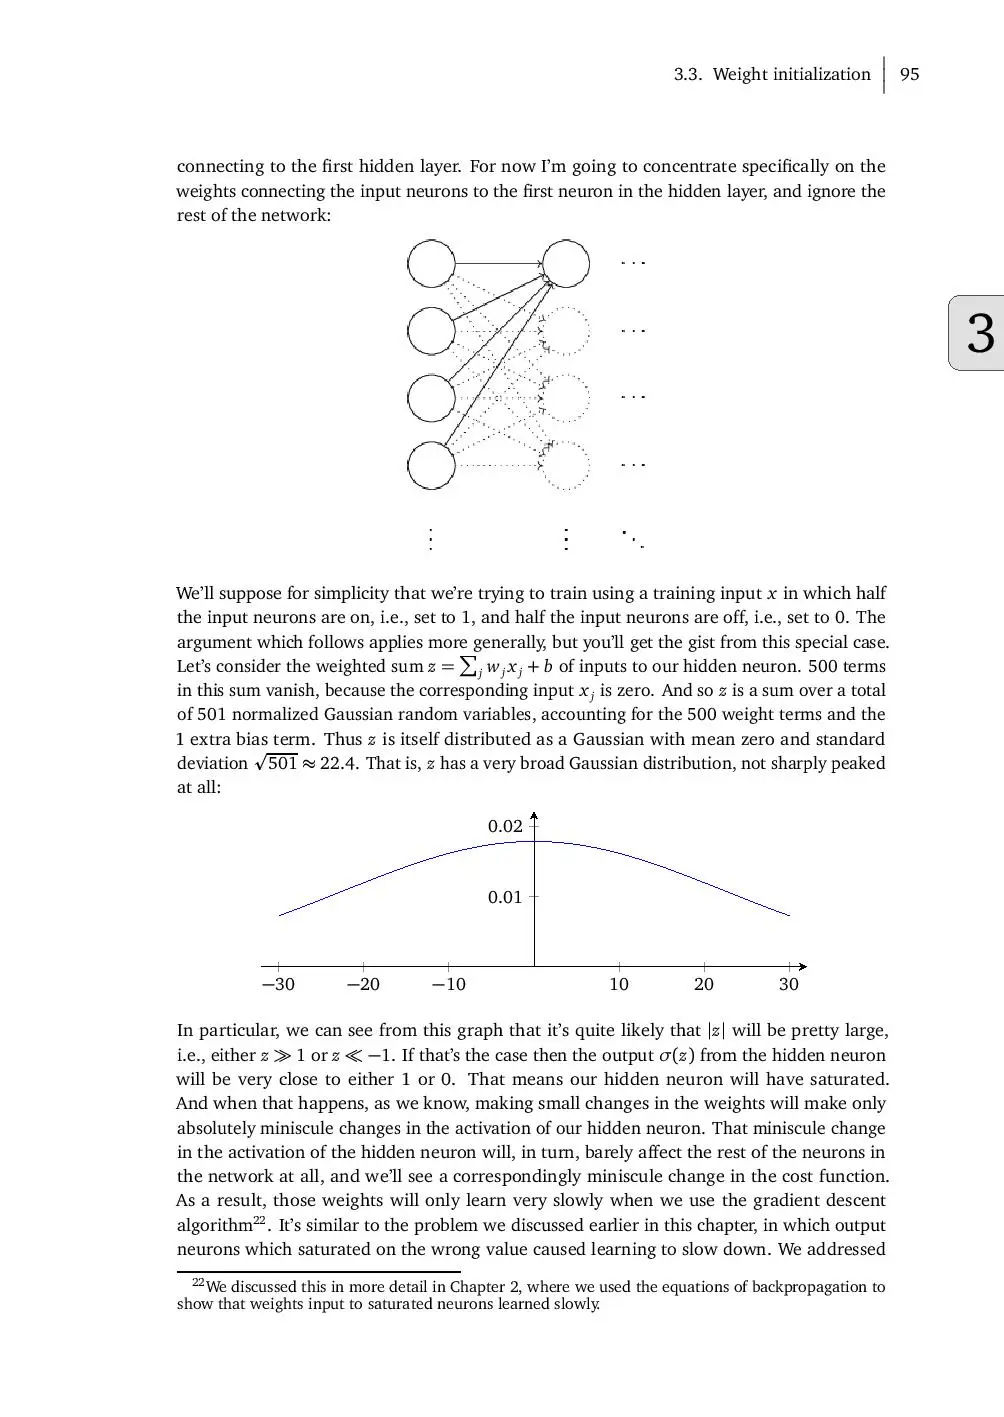 3.3. Weight initialization 95
connecting to the first hidden layer. For now I'm going to concentrate specifically on the
weights connecting the input neurons to the first neuron in the hidden layer, and ignore the
rest of the network:
3
We'll suppose for simplicity that we're trying to train using a training input x in which half
the input neurons are on, i.e., set to 1, and half the input neurons are off, i.e., set to 0. The
argument which follows applies more generally, but you'll get the gist from this special case.
Let's consider the weighted sum z = ∑_j w_j x_j + b of inputs to our hidden neuron. 500 terms
in this sum vanish, because the corresponding input x_j is zero. And so z is a sum over a total
of 501 normalized Gaussian random variables, accounting for the 500 weight terms and the
1 extra bias term. Thus z is itself distributed as a Gaussian with mean zero and standard
deviation √501 ≈ 22.4. That is, z has a very broad Gaussian distribution, not sharply peaked
at all:
0.02
0.01
−30 −20 −10 10 20 30
In particular, we can see from this graph that it's quite likely that |z| will be pretty large,
i.e., either z ≫ 1 or z ≪ −1. If that's the case then the output σ(z) from the hidden neuron
will be very close to either 1 or 0. That means our hidden neuron will have saturated.
And when that happens, as we know, making small changes in the weights will make only
absolutely miniscule changes in the activation of our hidden neuron. That miniscule change
in the activation of the hidden neuron will, in turn, barely affect the rest of the neurons in
the network at all, and we'll see a correspondingly miniscule change in the cost function.
As a result, those weights will only learn very slowly when we use the gradient descent
algorithm²². It's similar to the problem we discussed earlier in this chapter, in which output
neurons which saturated on the wrong value caused learning to slow down. We addressed
²²We discussed this in more detail in Chapter 2, where we used the equations of backpropagation to
show that weights input to saturated neurons learned slowly.